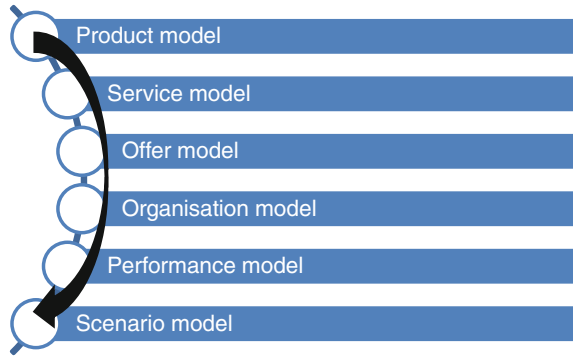 Product model
Service model
Offer model
Organisation model
Performance model
Scenario model